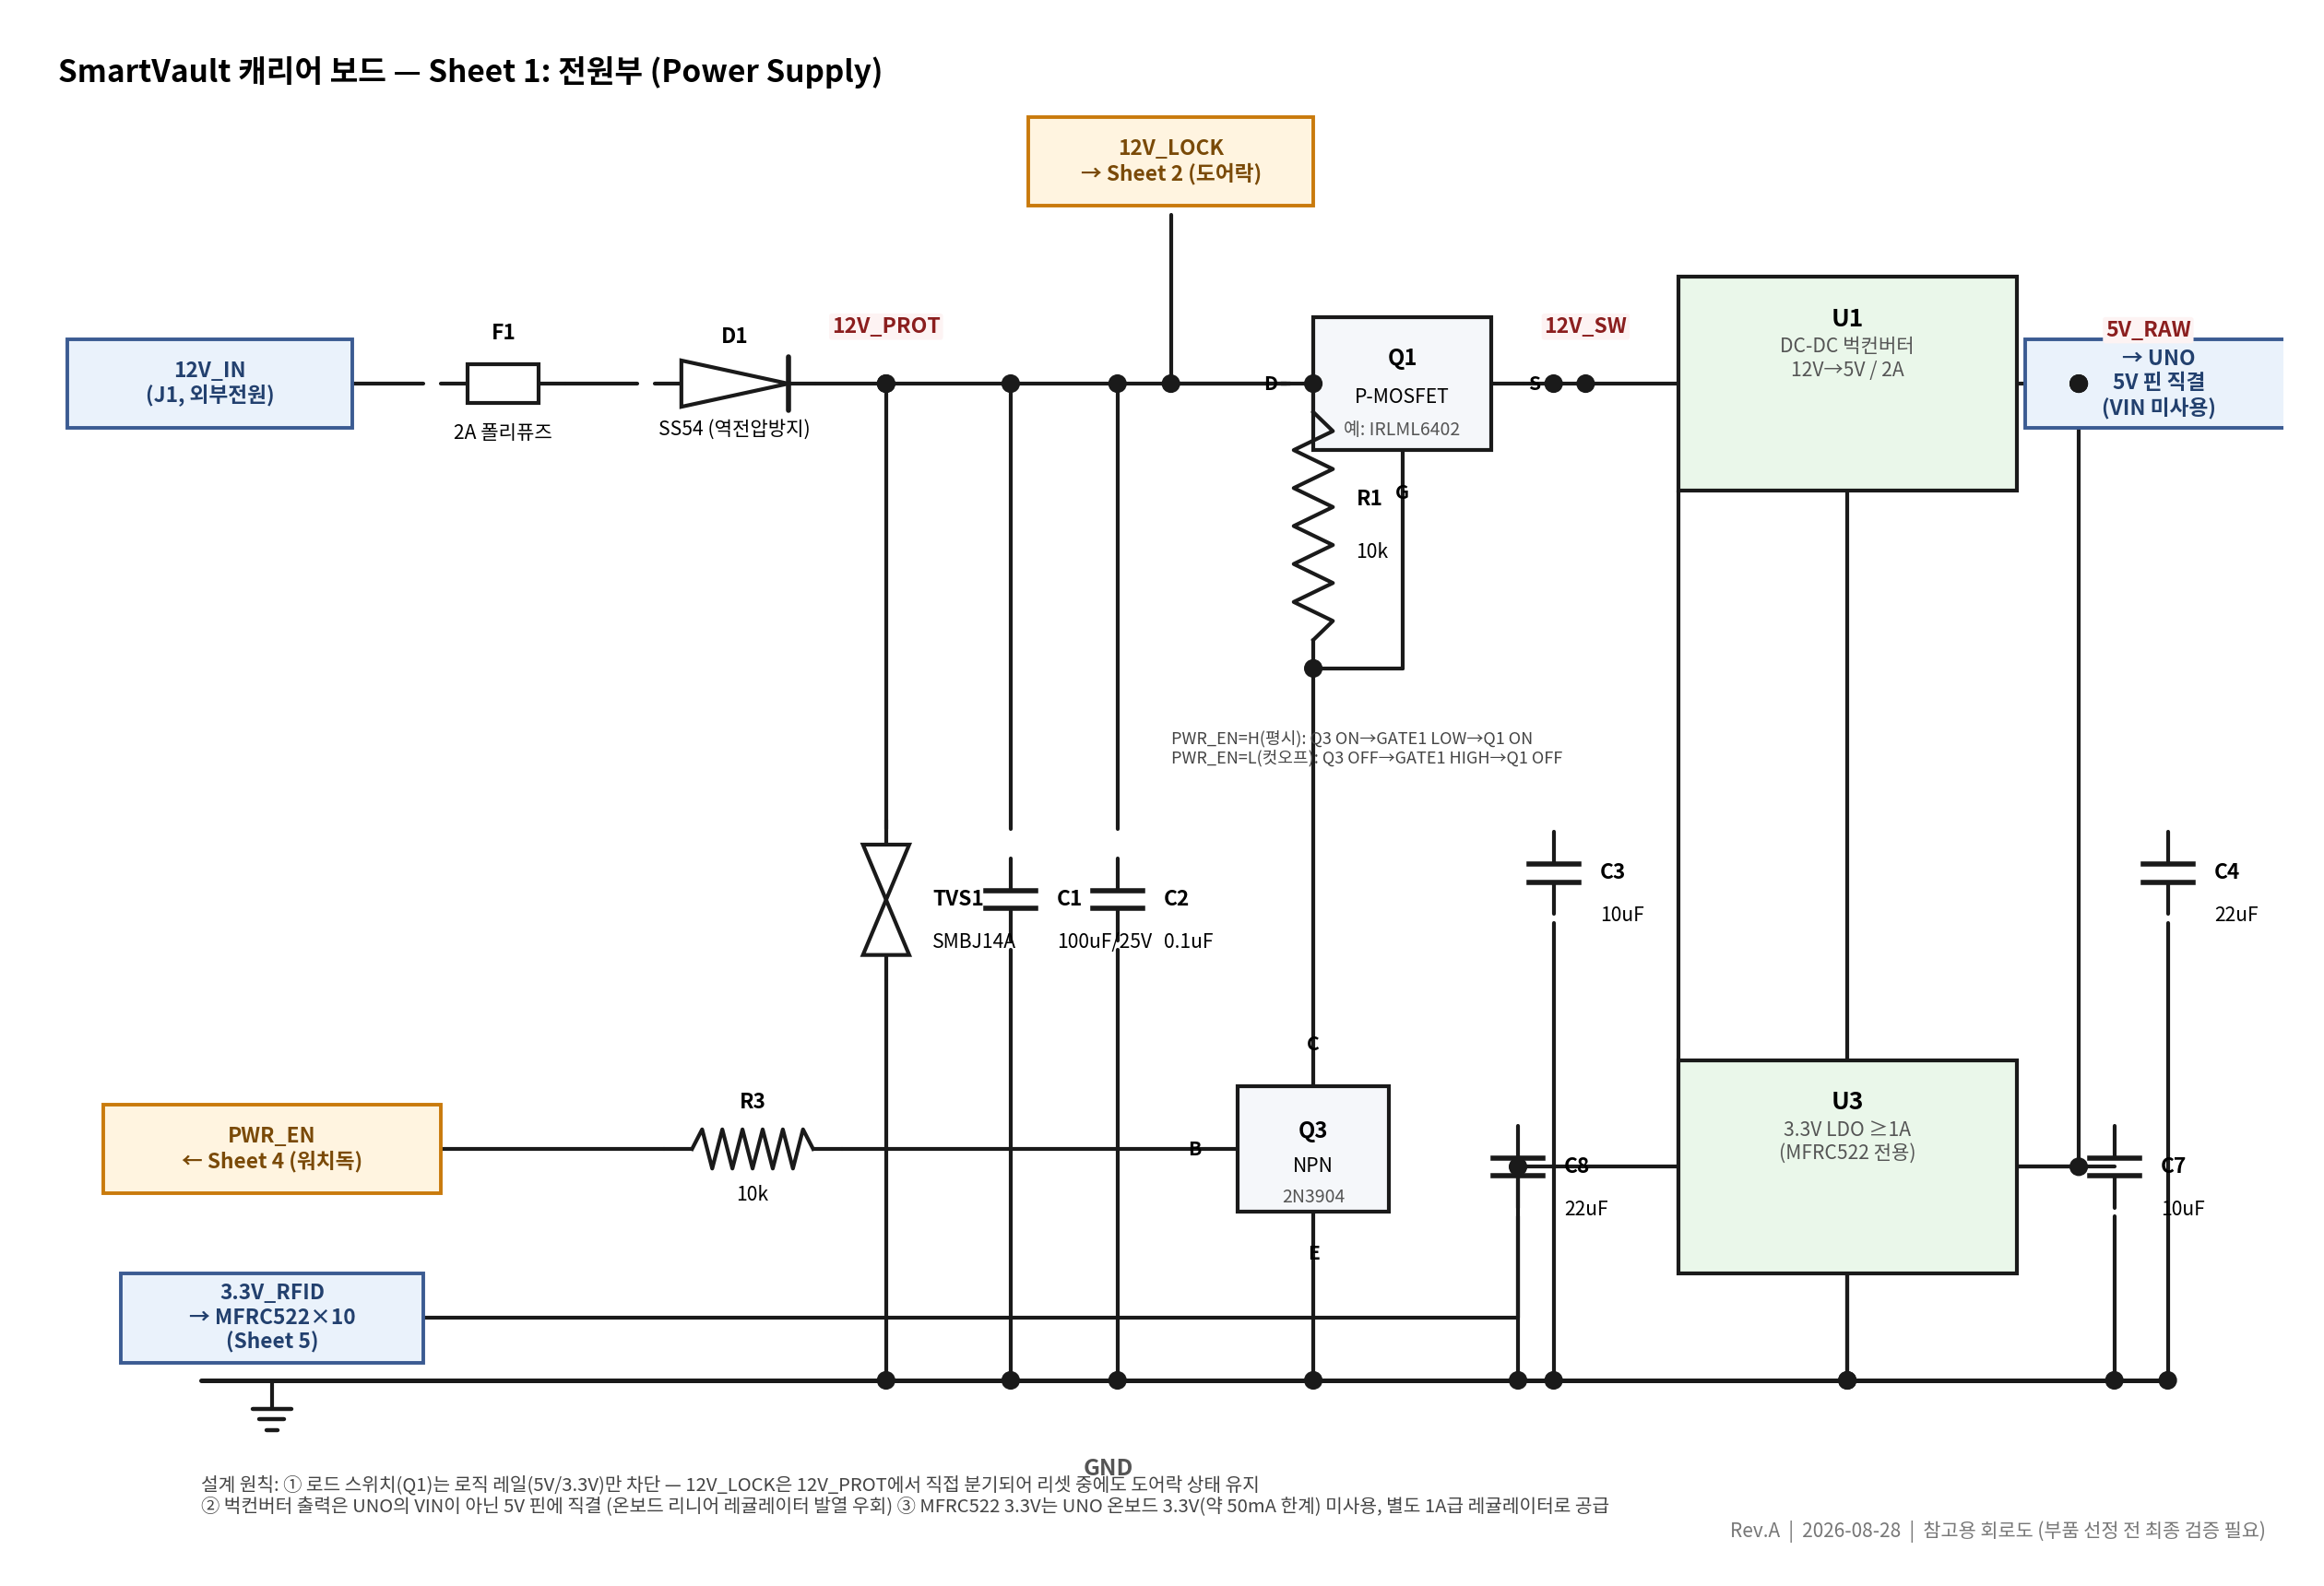 SmartVault 캐리어 보드 — Sheet 1: 전원부 (Power Supply)
12V_LOCK
→ Sheet 2 (도어락)
12V_IN
(J1, 외부전원)
F1
2A 폴리퓨즈
D1
SS54 (역전압방지)
12V_PROT
D
Q1
P-MOSFET
예: IRLML6402
S
G
12V_SW
U1
DC-DC 벅컨버터
12V→5V / 2A
5V_RAW
→ UNO
5V 핀 직결
(VIN 미사용)
R1
10k
PWR_EN=H(평시): Q3 ON→GATE1 LOW→Q1 ON
PWR_EN=L(컷오프): Q3 OFF→GATE1 HIGH→Q1 OFF
TVS1
SMBJ14A
C1
100uF/25V
C2
0.1uF
C3
10uF
C4
22uF
PWR_EN
← Sheet 4 (워치독)
R3
10k
C
B
Q3
NPN
2N3904
E
C8
22uF
U3
3.3V LDO ≥1A
(MFRC522 전용)
C7
10uF
3.3V_RFID
→ MFRC522×10
(Sheet 5)
GND
설계 원칙: ① 로드 스위치(Q1)는 로직 레일(5V/3.3V)만 차단 — 12V_LOCK은 12V_PROT에서 직접 분기되어 리셋 중에도 도어락 상태 유지
② 벅컨버터 출력은 UNO의 VIN이 아닌 5V 핀에 직결 (온보드 리니어 레귤레이터 발열 우회) ③ MFRC522 3.3V는 UNO 온보드 3.3V(약 50mA 한계) 미사용, 별도 1A급 레귤레이터로 공급
Rev.A | 2026-08-28 | 참고용 회로도 (부품 선정 전 최종 검증 필요)